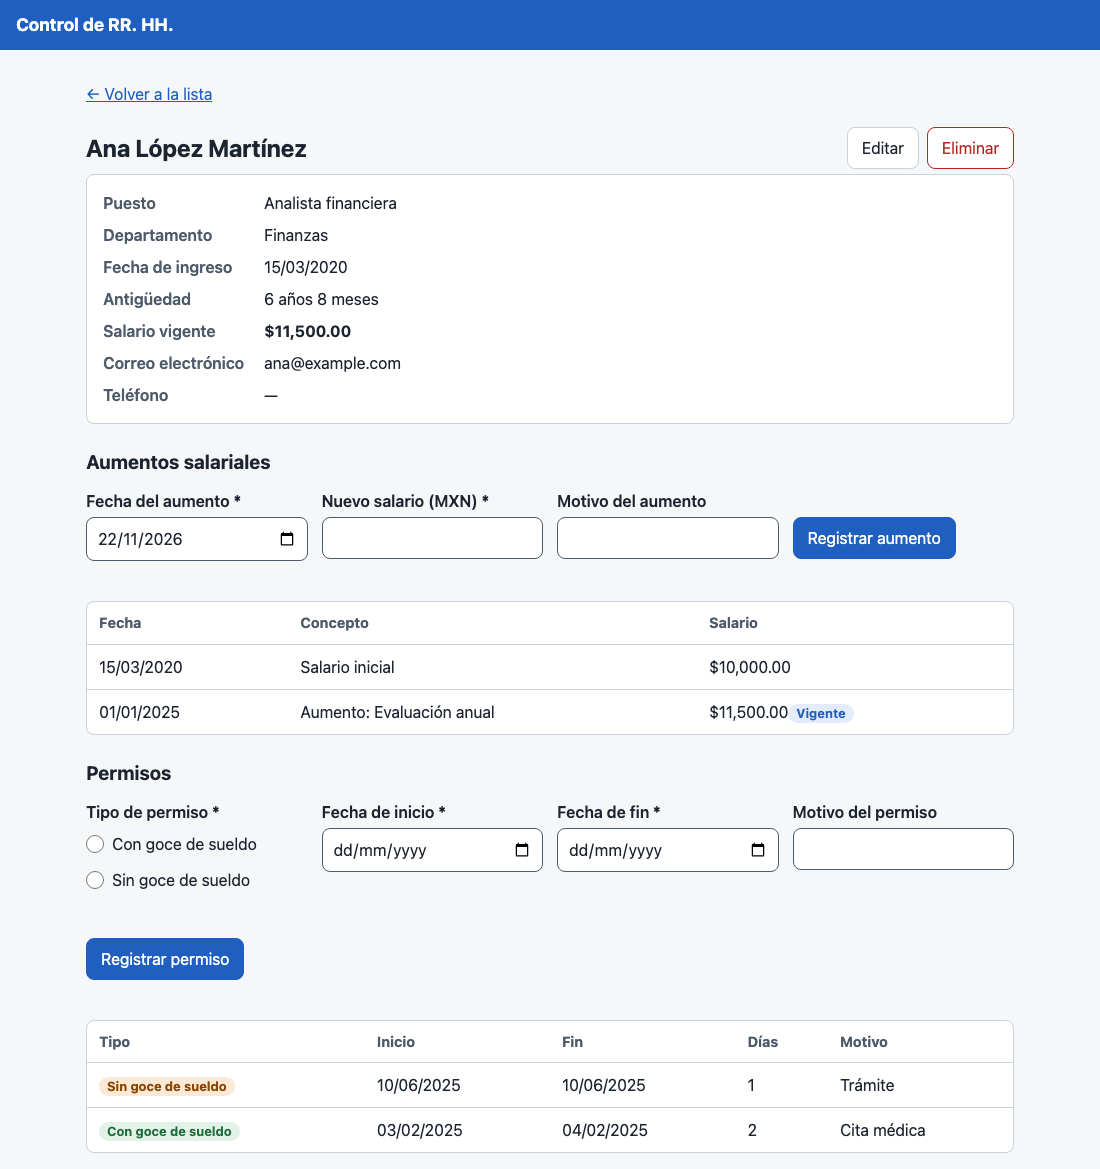 Control de RR. HH.
← Volver a la lista
Ana López Martínez
Editar
Eliminar
Puesto Analista financiera
Departamento Finanzas
Fecha de ingreso 15/03/2020
Antigüedad 6 años 8 meses
Salario vigente $11,500.00
Correo electrónico ana@example.com
Teléfono —
Aumentos salariales
Fecha del aumento * Nuevo salario (MXN) * Motivo del aumento
22/11/2026 Registrar aumento
Fecha Concepto Salario
15/03/2020 Salario inicial $10,000.00
01/01/2025 Aumento: Evaluación anual $11,500.00 Vigente
Permisos
Tipo de permiso * Fecha de inicio * Fecha de fin * Motivo del permiso
Con goce de sueldo dd/mm/yyyy dd/mm/yyyy
Sin goce de sueldo
Registrar permiso
Tipo Inicio Fin Días Motivo
Sin goce de sueldo 10/06/2025 10/06/2025 1 Trámite
Con goce de sueldo 03/02/2025 04/02/2025 2 Cita médica